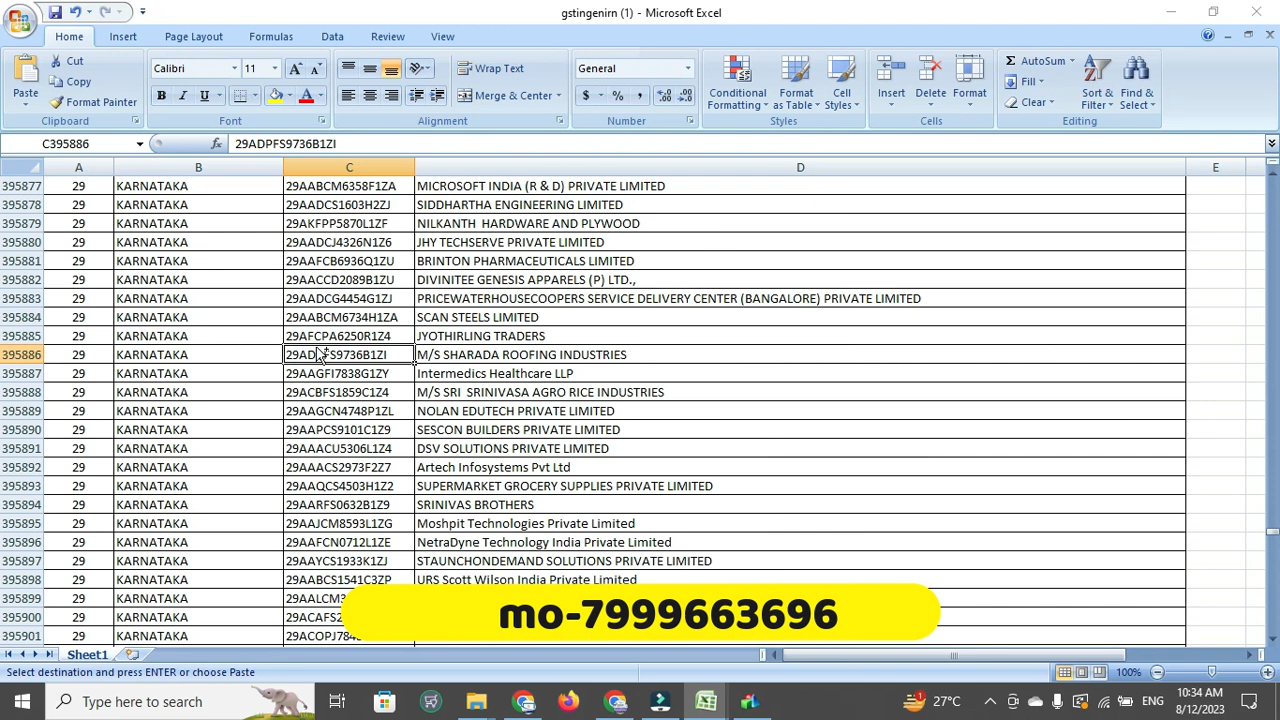 gstingenirn (1) - Microsoft Excel
Home Insert Page Layout Formulas Data Review View
Cut
Copy
Format Painter
Paste
Clipboard
Calibri 11
Font
Wrap Text
Merge & Center
Alignment
General
Number
Conditional Formatting
Format as Table
Cell Styles
Styles
Insert Delete Format
Cells
AutoSum
Fill
Clear
Sort & Filter
Find & Select
Editing
C395886 fx 29ADPFS9736B1ZI
A B C D E
395877 29 KARNATAKA 29AABCM6358F1ZA MICROSOFT INDIA (R & D) PRIVATE LIMITED
395878 29 KARNATAKA 29AADCS1603H2ZJ SIDDHARTHA ENGINEERING LIMITED
395879 29 KARNATAKA 29AKFPP5870L1ZF NILKANTH HARDWARE AND PLYWOOD
395880 29 KARNATAKA 29AADCJ4326N1Z6 JHY TECHSERVE PRIVATE LIMITED
395881 29 KARNATAKA 29AAFCB6936Q1ZU BRINTON PHARMACEUTICALS LIMITED
395882 29 KARNATAKA 29AACCD2089B1ZU DIVINITEE GENESIS APPARELS (P) LTD.,
395883 29 KARNATAKA 29AADCG4454G1ZJ PRICEWATERHOUSECOOPERS SERVICE DELIVERY CENTER (BANGALORE) PRIVATE LIMITED
395884 29 KARNATAKA 29AABCM6734H1ZA SCAN STEELS LIMITED
395885 29 KARNATAKA 29AFCPA6250R1Z4 JYOTHIRLING TRADERS
395886 29 KARNATAKA 29ADPFS9736B1ZI M/S SHARADA ROOFING INDUSTRIES
395887 29 KARNATAKA 29AAGFI7838G1ZY Intermedics Healthcare LLP
395888 29 KARNATAKA 29ACBFS1859C1Z4 M/S SRI SRINIVASA AGRO RICE INDUSTRIES
395889 29 KARNATAKA 29AAGCN4748P1ZL NOLAN EDUTECH PRIVATE LIMITED
395890 29 KARNATAKA 29AAPCS9101C1Z9 SESCON BUILDERS PRIVATE LIMITED
395891 29 KARNATAKA 29AAACU5306L1Z4 DSV SOLUTIONS PRIVATE LIMITED
395892 29 KARNATAKA 29AAACS2973F2Z7 Artech Infosystems Pvt Ltd
395893 29 KARNATAKA 29AAQCS4503H1Z2 SUPERMARKET GROCERY SUPPLIES PRIVATE LIMITED
395894 29 KARNATAKA 29AARFS0632B1Z9 SRINIVAS BROTHERS
395895 29 KARNATAKA 29AAJCM8593L1ZG Moshpit Technologies Private Limited
395896 29 KARNATAKA 29AAFCN0712L1ZE NetraDyne Technology India Private Limited
395897 29 KARNATAKA 29AAYCS1933K1ZJ STAUNCHONDEMAND SOLUTIONS PRIVATE LIMITED
395898 29 KARNATAKA 29AABCS1541C3ZP URS Scott Wilson India Private Limited
395899 29 KARNATAKA 29AALCM3
395900 29 KARNATAKA 29ACAFS2
395901 29 KARNATAKA 29ACOPJ784
mo-7999663696
Sheet1
Select destination and press ENTER or choose Paste 100%
Type here to search 27°C ENG 10:34 AM
8/12/2023